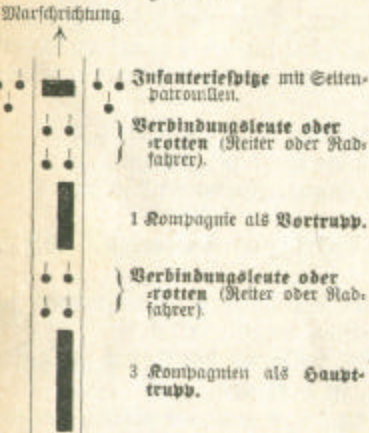 Marschrichtung.
Infanteriespitze mit Seiten-
patrouillen.
Verbindungsleute oder
-rotten (Reiter oder Rad-
fahrer).
1 Kompagnie als Vortrupp.
Verbindungsleute oder
-rotten (Reiter oder Rad-
fahrer).
3 Kompagnien als Haupt-
trupp.